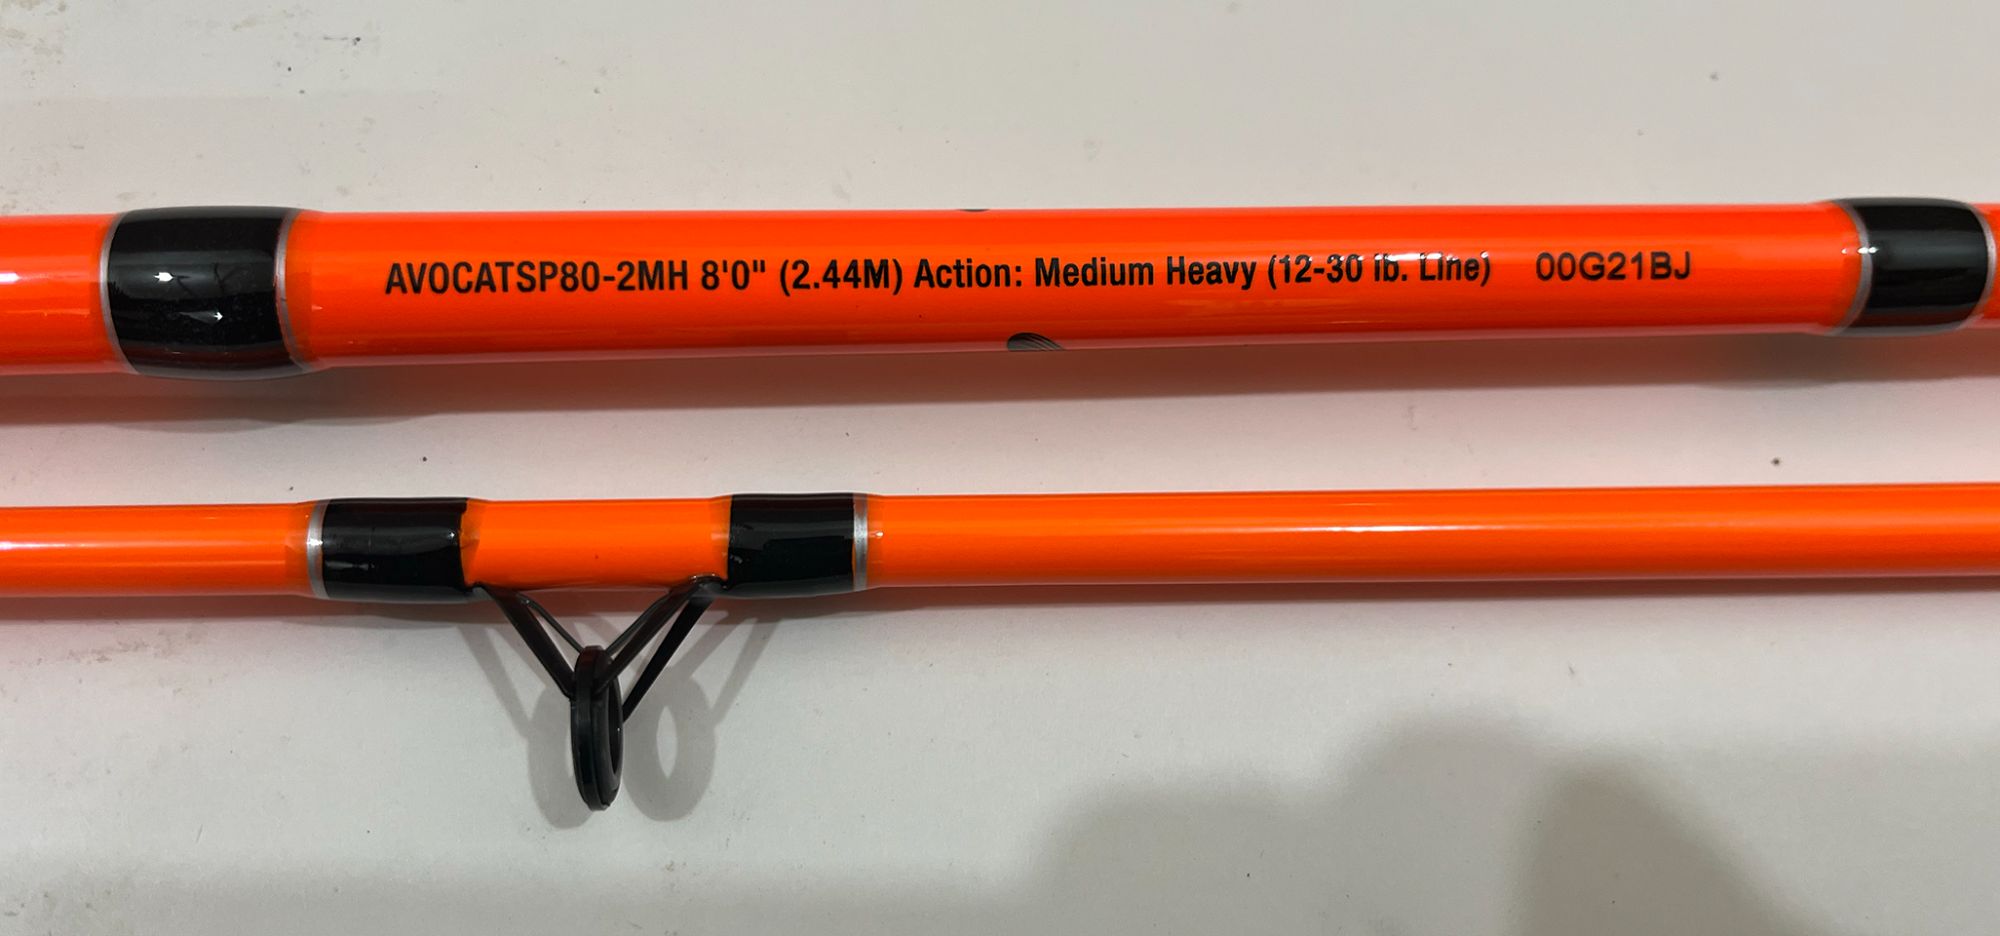 AVOCATSP80-2MH 8'0" (2.44M) Action: Medium Heavy (12-30 lb. Line) 00G21BJ